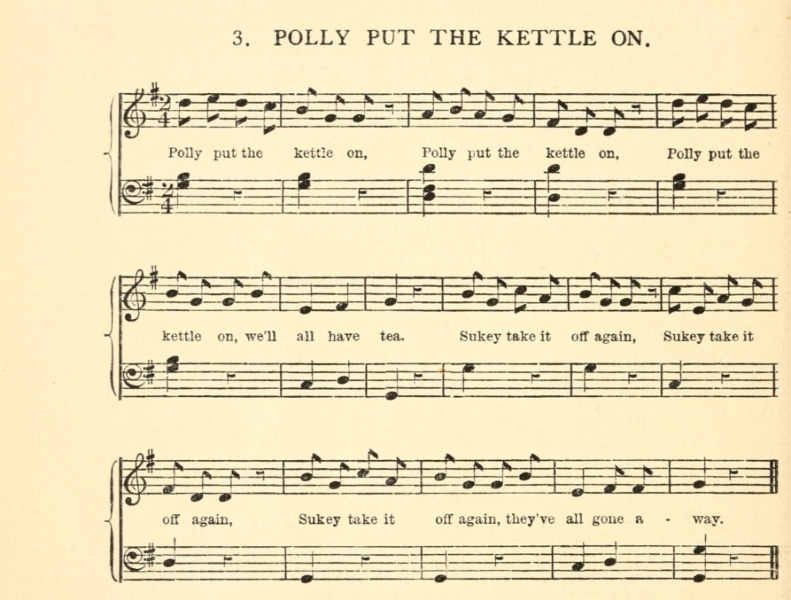 3. POLLY PUT THE KETTLE ON.
2 4
Polly put the kettle on, Polly put the kettle on, Polly put the
2 4
kettle on, we'll all have tea. Sukey take it off again, Sukey take it
off again, Sukey take it off again, they've all gone a - way.